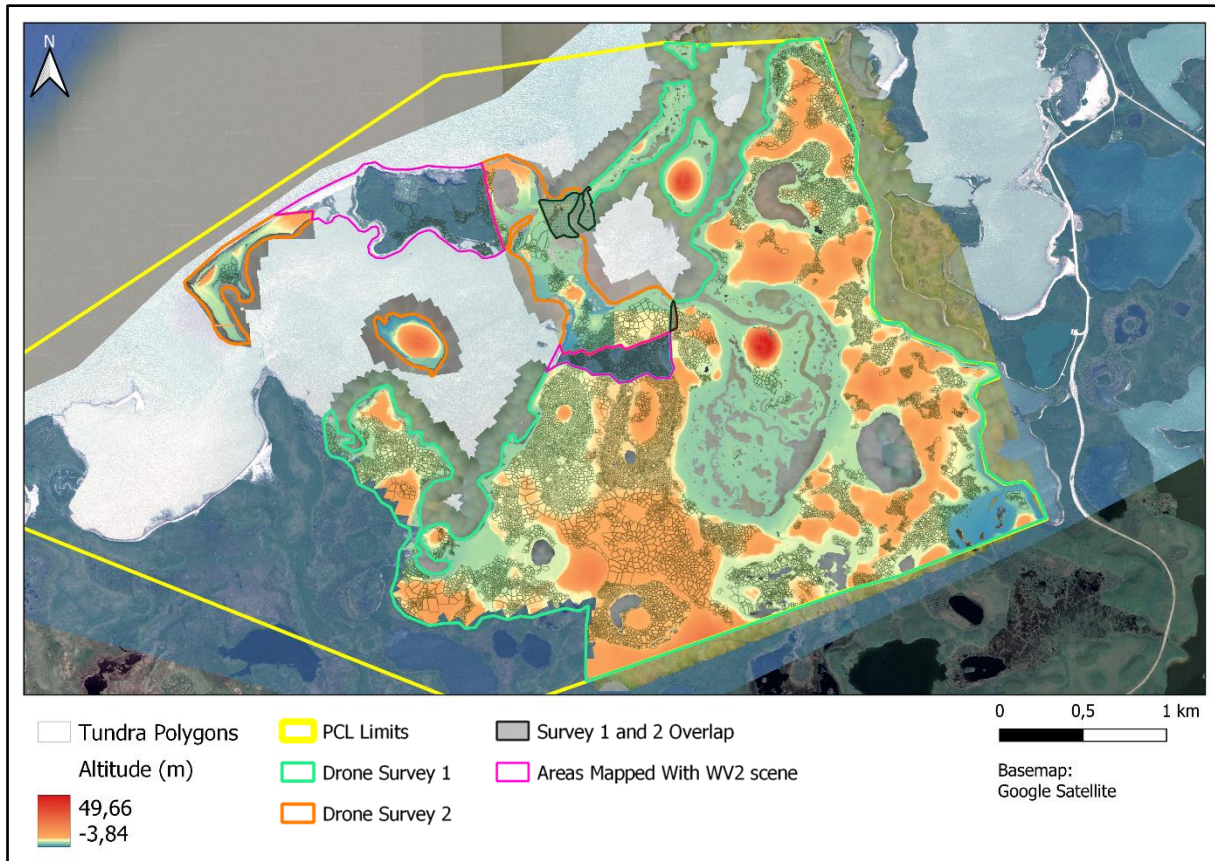 N
Tundra Polygons
Altitude (m)
49,66
-3,84
PCL Limits
Drone Survey 1
Drone Survey 2
Survey 1 and 2 Overlap
Areas Mapped With WV2 scene
0 0,5 1 km
Basemap:
Google Satellite